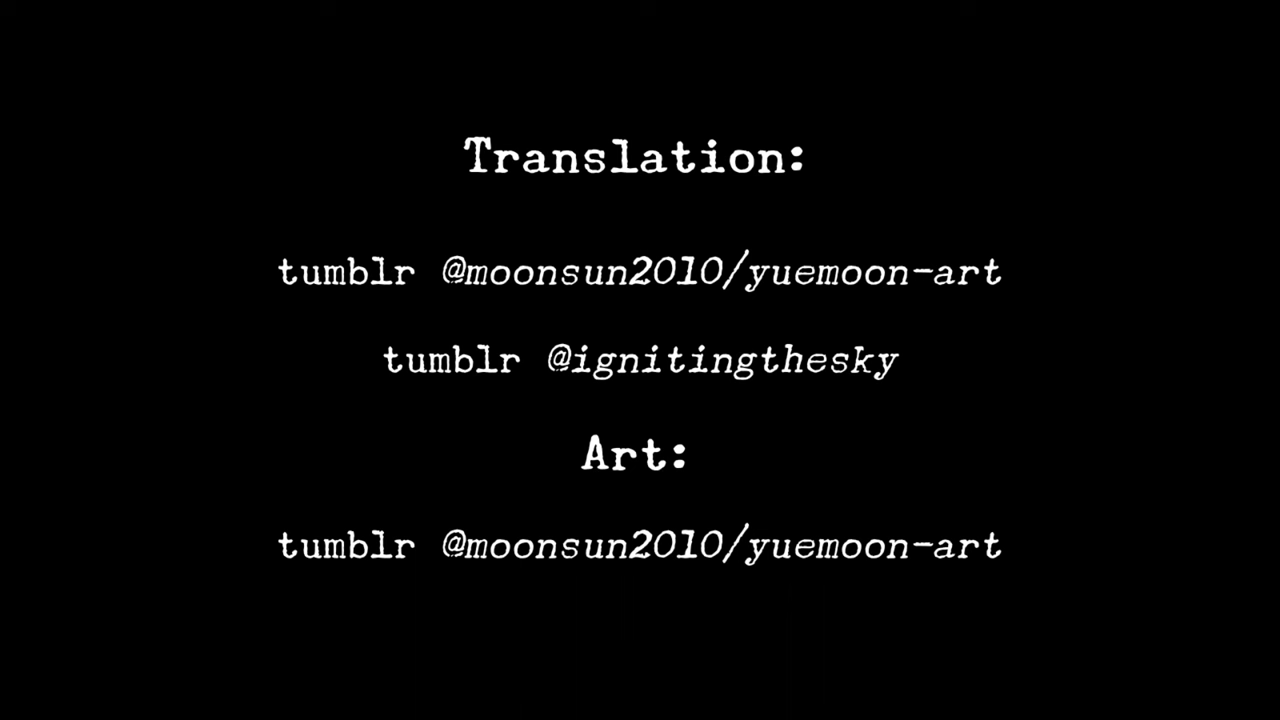 Translation:
tumblr @moonsun2010/yuemoon-art
tumblr @ignitingthesky
Art:
tumblr @moonsun2010/yuemoon-art